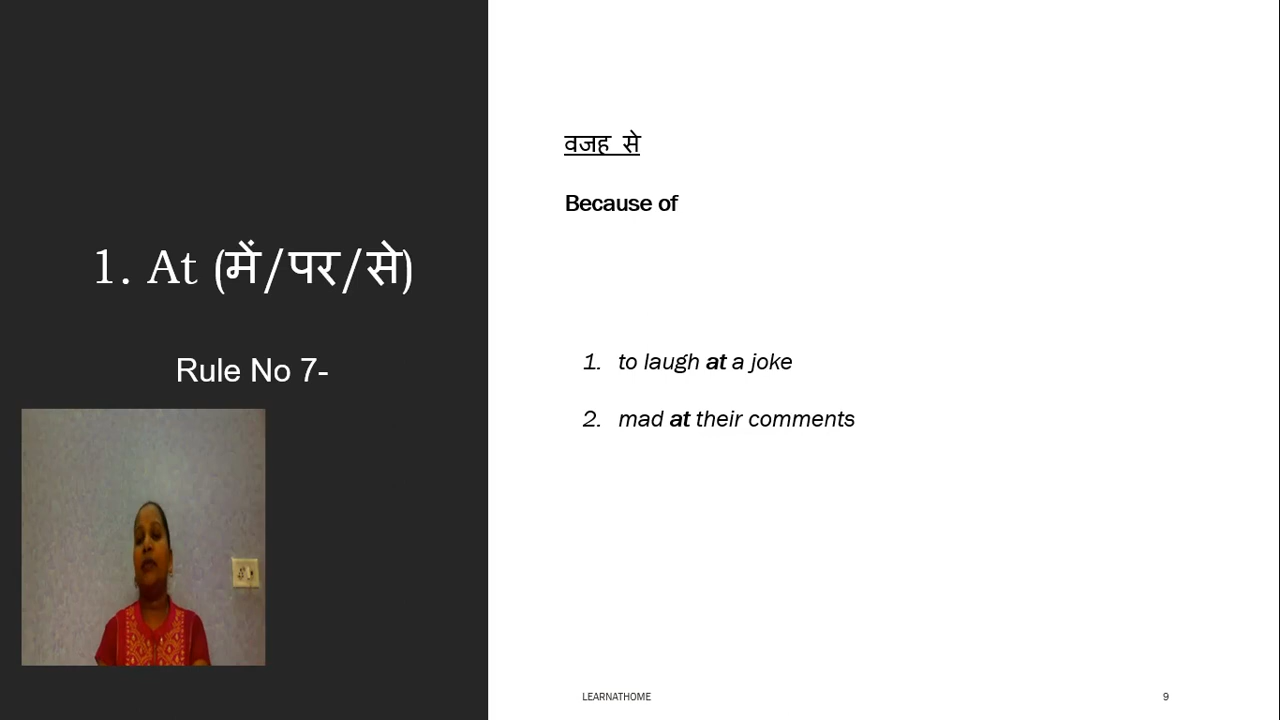 1. At (में/पर/से)
Rule No 7-
वजह से
Because of
1. to laugh at a joke
2. mad at their comments
LEARNATHOME
9